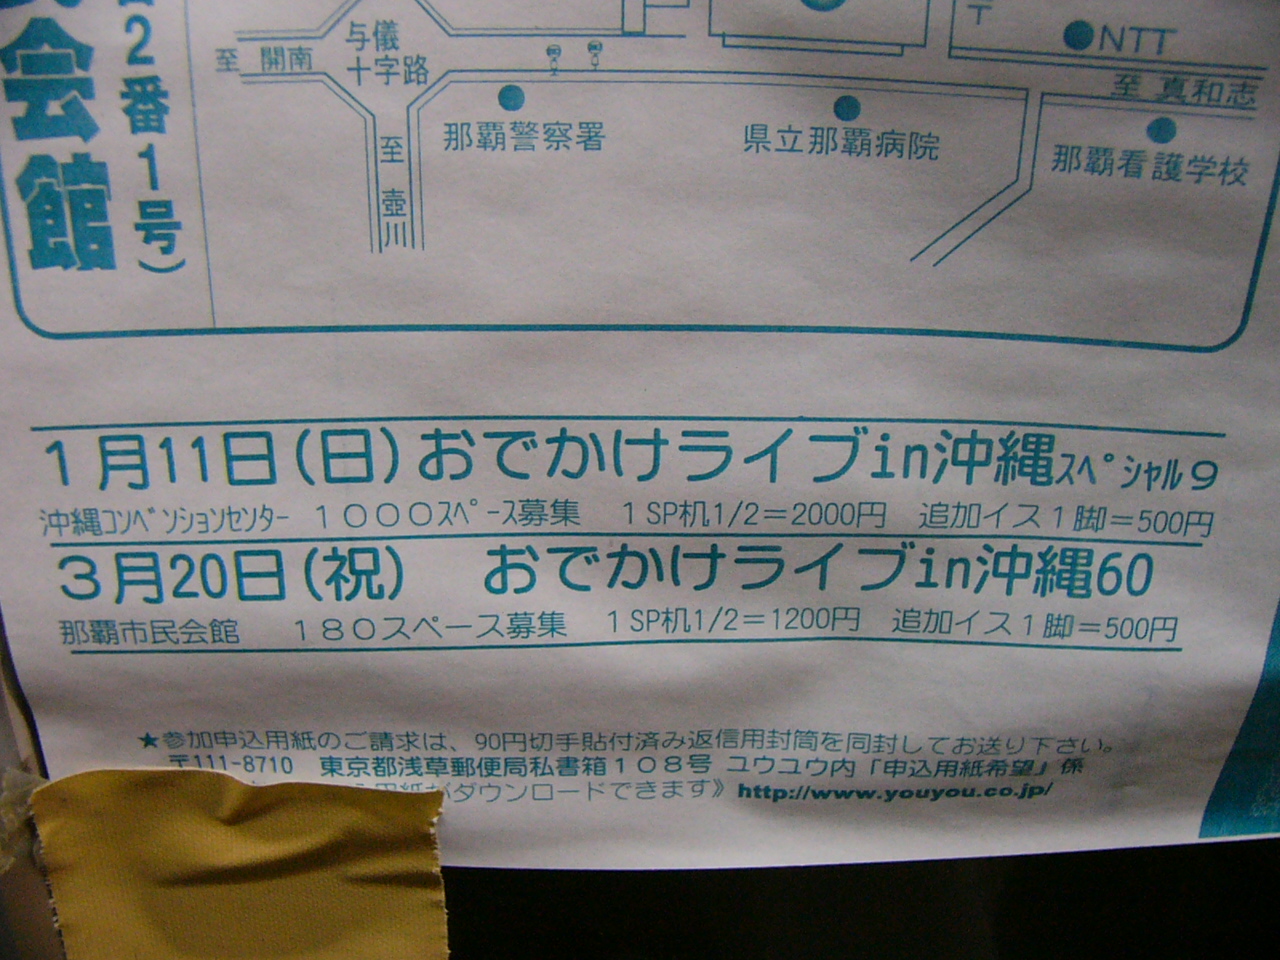 会館
2番1号)
与儀
十字路
至 開南
NTT
至 真和志
那覇警察署
県立那覇病院
那覇看護学校
至 壺川
1月11日(日)おでかけライブin沖縄スペシャル9
沖縄コンベンションセンター 1000スペース募集 1SP机1/2=2000円 追加イス1脚=500円
3月20日(祝) おでかけライブin沖縄60
那覇市民会館 180スペース募集 1SP机1/2=1200円 追加イス1脚=500円
★参加申込用紙のご請求は、90円切手貼付済み返信用封筒を同封してお送り下さい。
〒111-8710 東京都浅草郵便局私書箱108号 ユウユウ内「申込用紙希望」係
用紙がダウンロードできます》http://www.youyou.co.jp/